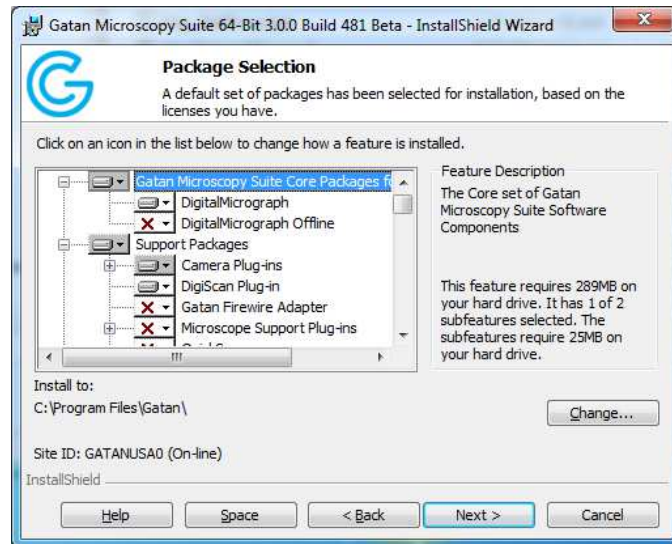 Gatan Microscopy Suite 64-Bit 3.0.0 Build 481 Beta - InstallShield Wizard
Package Selection
A default set of packages has been selected for installation, based on the
licenses you have.
Click on an icon in the list below to change how a feature is installed.
Gatan Microscopy Suite Core Packages
DigitalMicrograph
DigitalMicrograph Offline
Support Packages
Camera Plug-ins
DigiScan Plug-in
Gatan Firewire Adapter
Microscope Support Plug-ins
Feature Description
The Core set of Gatan
Microscopy Suite Software
Components
This feature requires 289MB on
your hard drive. It has 1 of 2
subfeatures selected. The
subfeatures require 25MB on
your hard drive.
Install to:
C:\Program Files\Gatan\
Change...
Site ID: GATANUSA0 (On-line)
InstallShield
Help
Space
< Back
Next >
Cancel